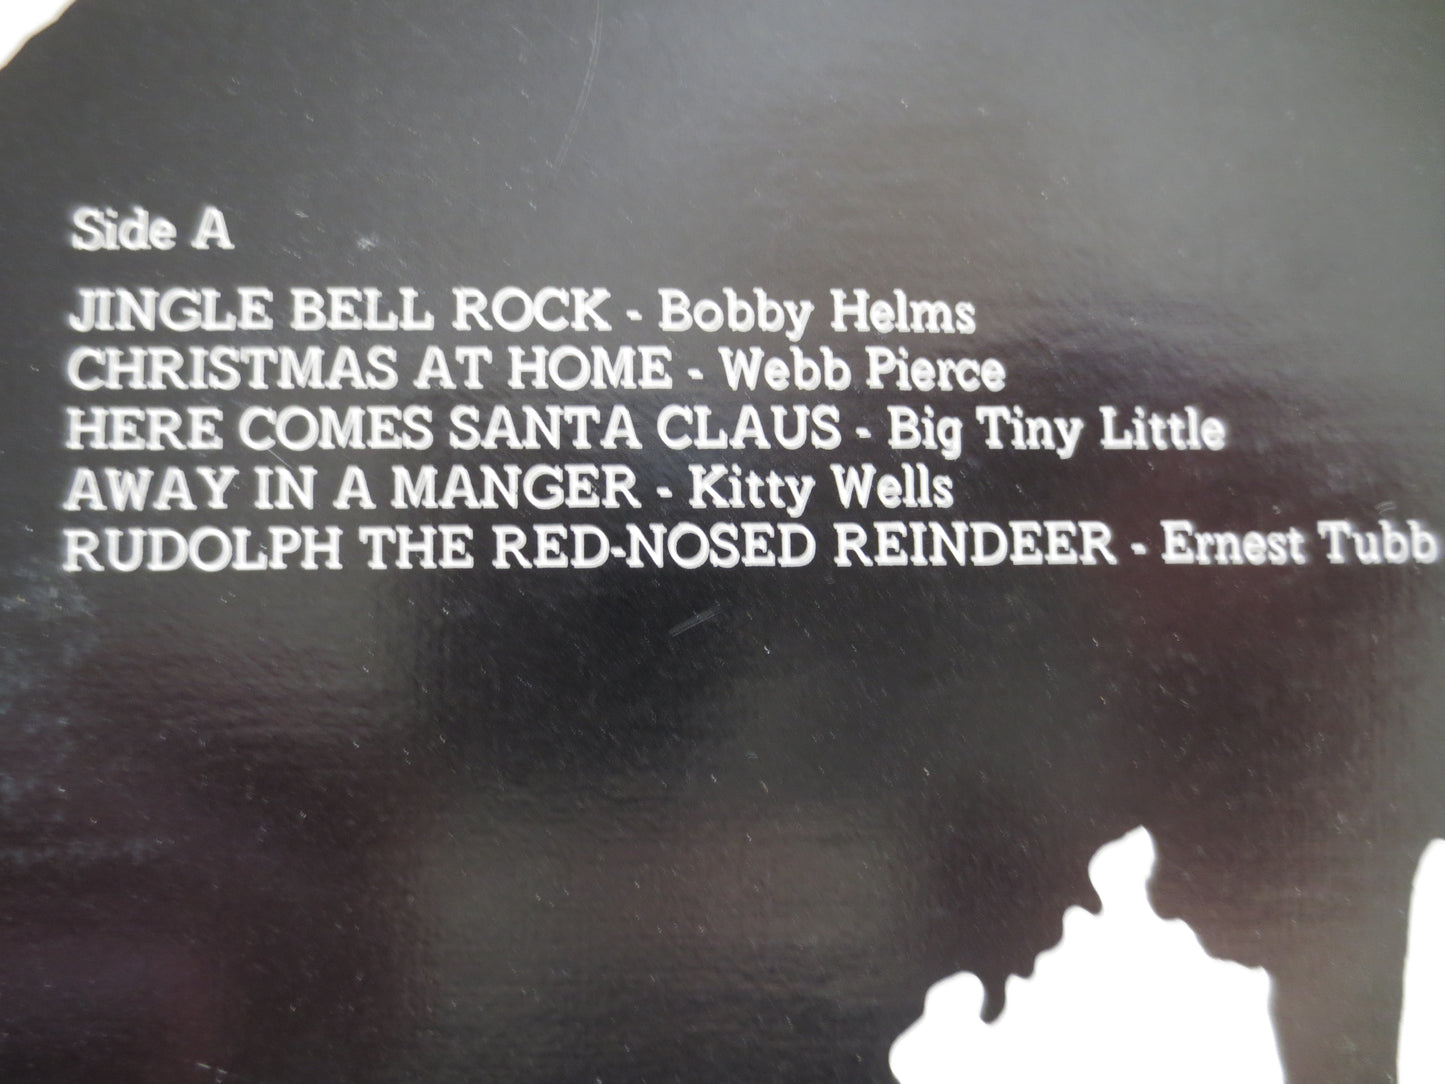 Side A
JINGLE BELL ROCK - Bobby Helms
CHRISTMAS AT HOME - Webb Pierce
HERE COMES SANTA CLAUS - Big Tiny Little
AWAY IN A MANGER - Kitty Wells
RUDOLPH THE RED-NOSED REINDEER - Ernest Tubb